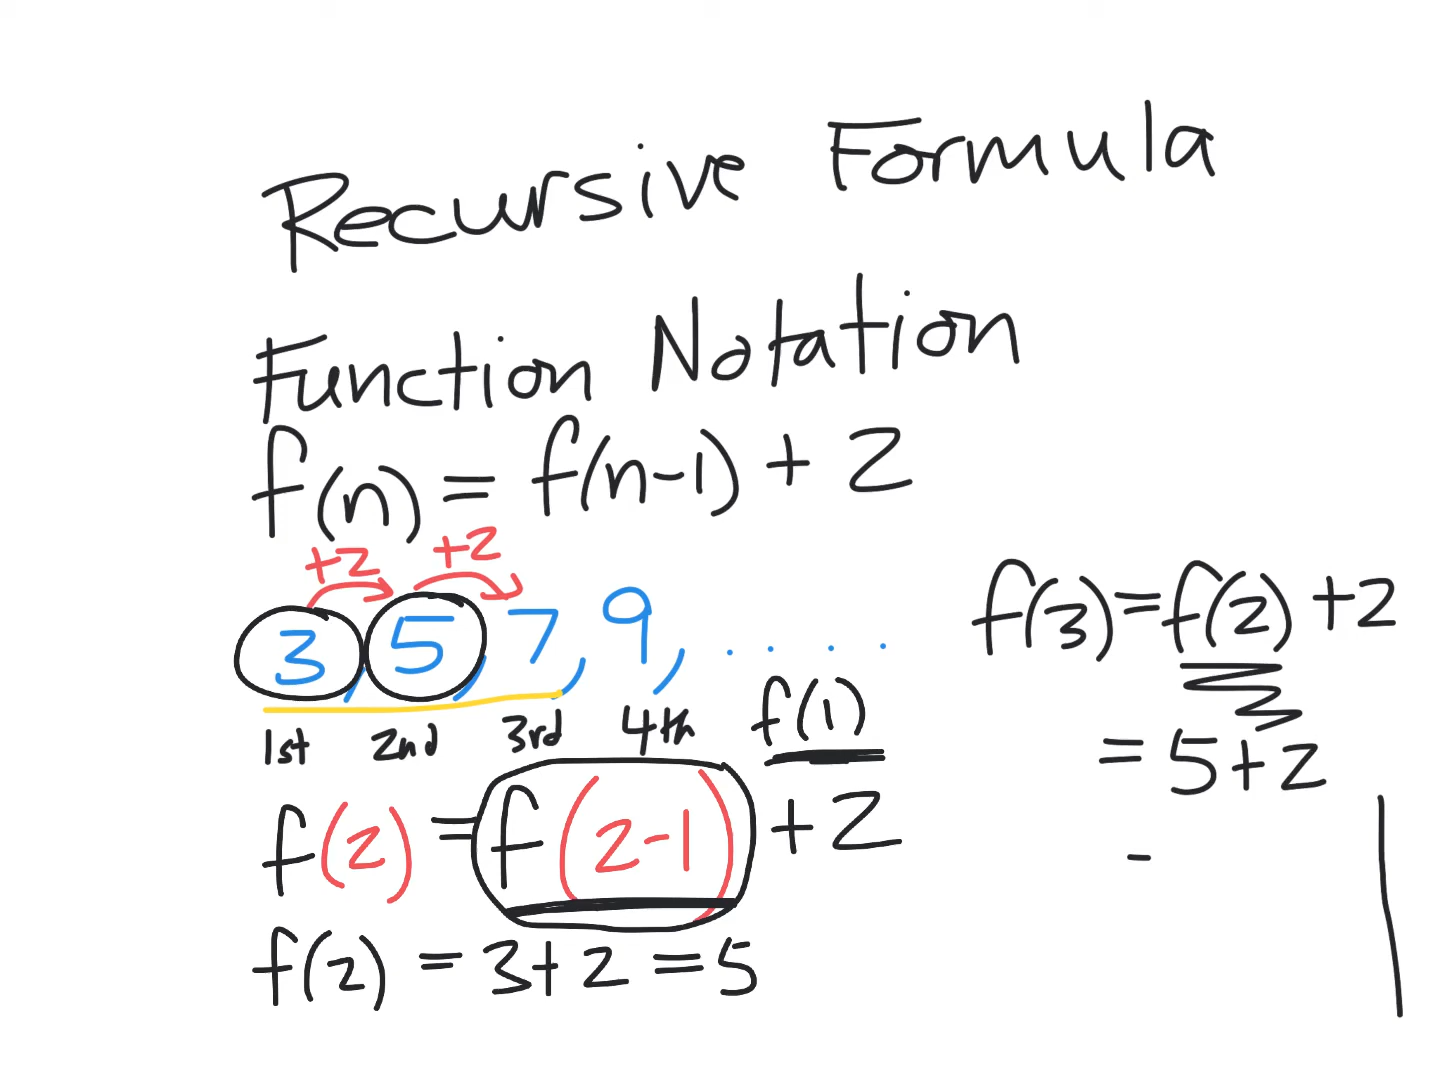 Recursive Formula
Function Notation
f(n) = f(n-1) + 2
+2 +2
3, 5, 7, 9, . . . .
1st 2nd 3rd 4th
f(1)
f(2) = f(2-1) + 2
f(2) = 3+2 = 5
f(3) = f(2) +2
= 5+2
-